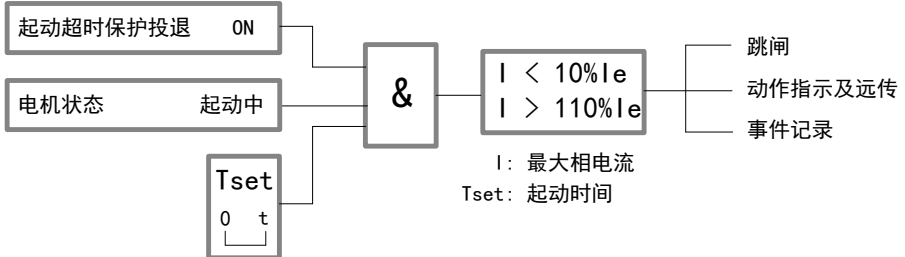 起动超时保护投退 ON
电机状态 起动中
Tset
0 t
&
I < 10%Ie
I > 110%Ie
I: 最大相电流
Tset: 起动时间
跳闸
动作指示及远传
事件记录